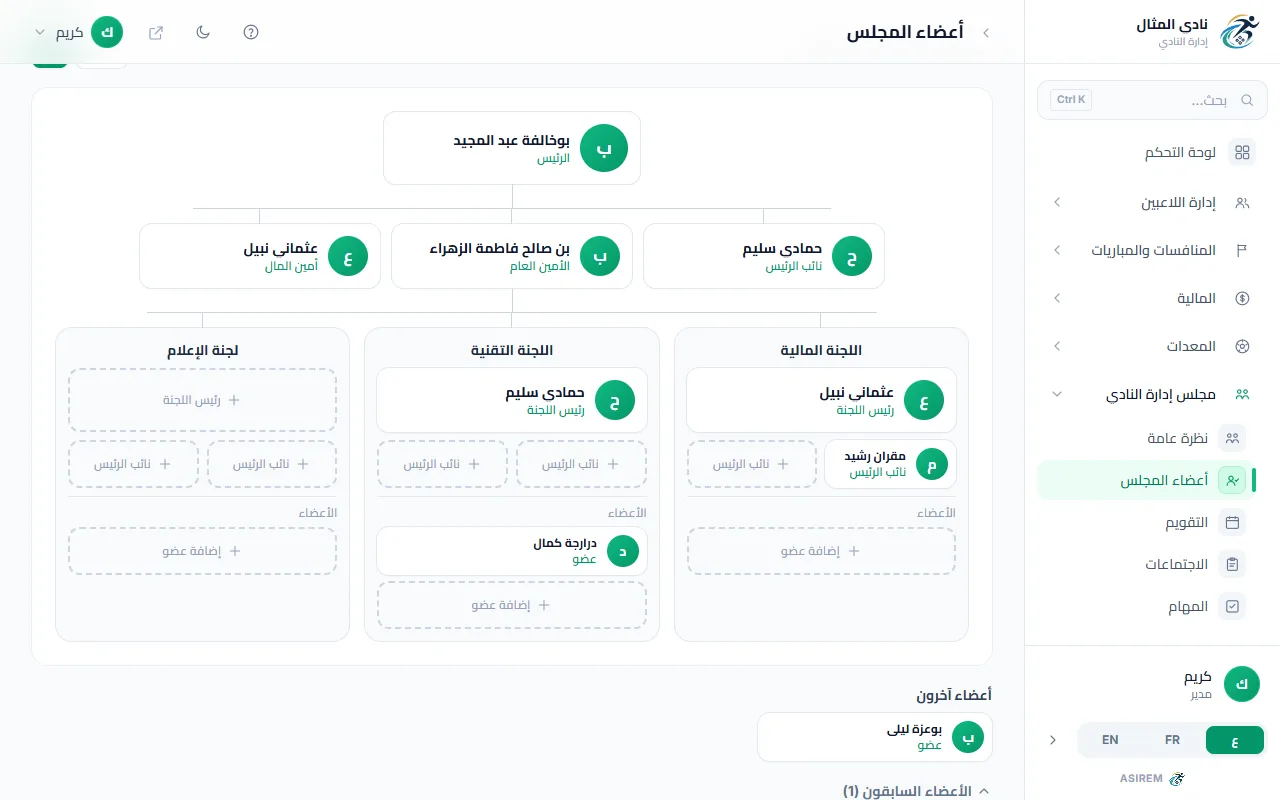 نادي المثال
إدارة النادي
بحث...
Ctrl K
لوحة التحكم
إدارة اللاعبين
المنافسات والمباريات
المالية
المعدات
مجلس إدارة النادي
نظرة عامة
أعضاء المجلس
التقويم
الاجتماعات
المهام
ك
كريم
مدير
ع
FR
EN
ASIREM
أعضاء المجلس
ك
كريم
ب
بوخالفة عبد المجيد
الرئيس
ح
حمادي سليم
نائب الرئيس
ب
بن صالح فاطمة الزهراء
الأمين العام
ع
عثماني نبيل
أمين المال
اللجنة المالية
ع
عثماني نبيل
رئيس اللجنة
م
مقران رشيد
نائب الرئيس
نائب الرئيس
الأعضاء
إضافة عضو
اللجنة التقنية
ح
حمادي سليم
رئيس اللجنة
نائب الرئيس
نائب الرئيس
الأعضاء
د
درارجة كمال
عضو
إضافة عضو
لجنة الإعلام
رئيس اللجنة
نائب الرئيس
نائب الرئيس
الأعضاء
إضافة عضو
أعضاء آخرون
ب
بوعزة ليلى
عضو
الأعضاء السابقون (1)